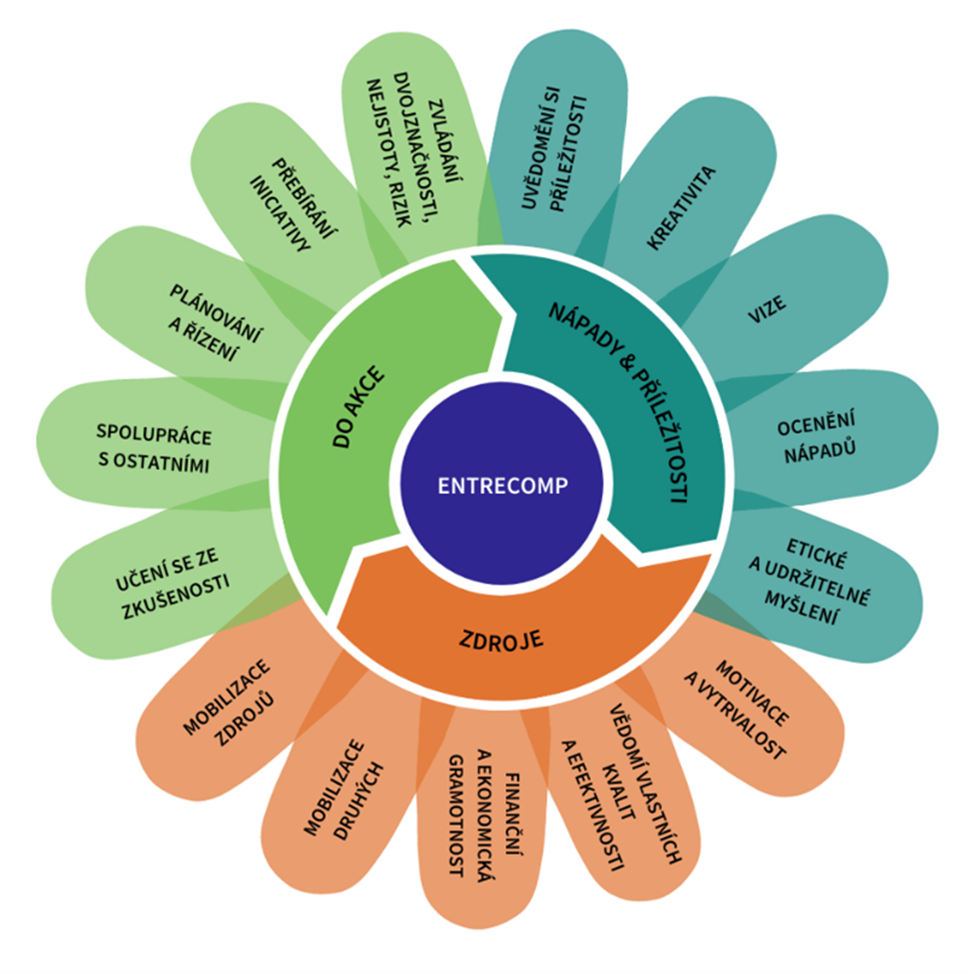 ENTRECOMP
NÁPADY & PŘÍLEŽITOSTI
ZDROJE
DO AKCE
UVĚDOMĚNÍ SI
PŘÍLEŽITOSTI
KREATIVITA
VIZE
OCENĚNÍ
NÁPADŮ
ETICKÉ
A UDRŽITELNÉ
MYŠLENÍ
MOTIVACE
A VYTRVALOST
VĚDOMÍ VLASTNÍCH
KVALIT
A EFEKTIVNOSTI
FINANČNÍ
A EKONOMICKÁ
GRAMOTNOST
MOBILIZACE
DRUHÝCH
MOBILIZACE
ZDROJŮ
UČENÍ SE ZE
ZKUŠENOSTI
SPOLUPRÁCE
S OSTATNÍMI
PLÁNOVÁNÍ
A ŘÍZENÍ
PŘEBÍRÁNÍ
INICIATIVY
ZVLÁDÁNÍ
DVOJZNAČNOSTI,
NEJISTOTY, RIZIK